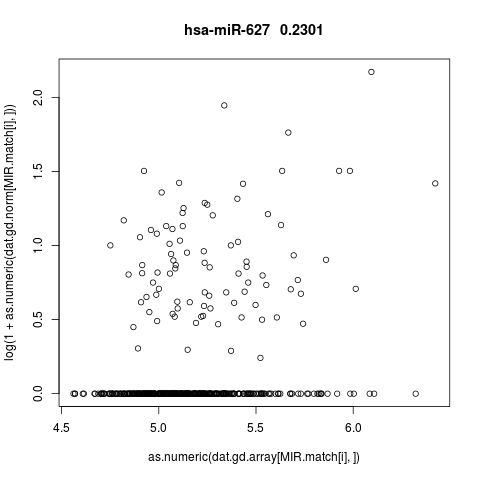 hsa-miR-627 0.2301
log(1 + as.numeric(dat.gd.norm[MIR.match[i], ]))
2.0
1.5
1.0
0.5
0.0
4.5 5.0 5.5 6.0
as.numeric(dat.gd.array[MIR.match[i], ])